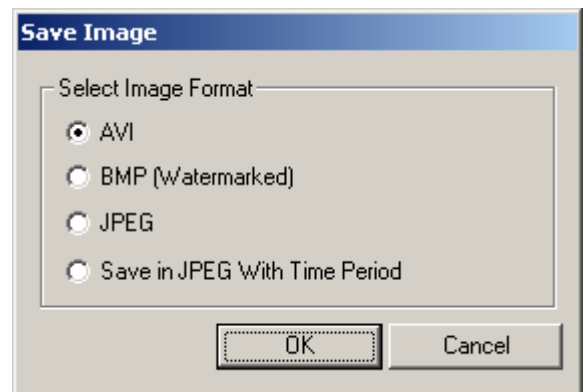 Save Image
Select Image Format
AVI
BMP (Watermarked)
JPEG
Save in JPEG With Time Period
OK
Cancel